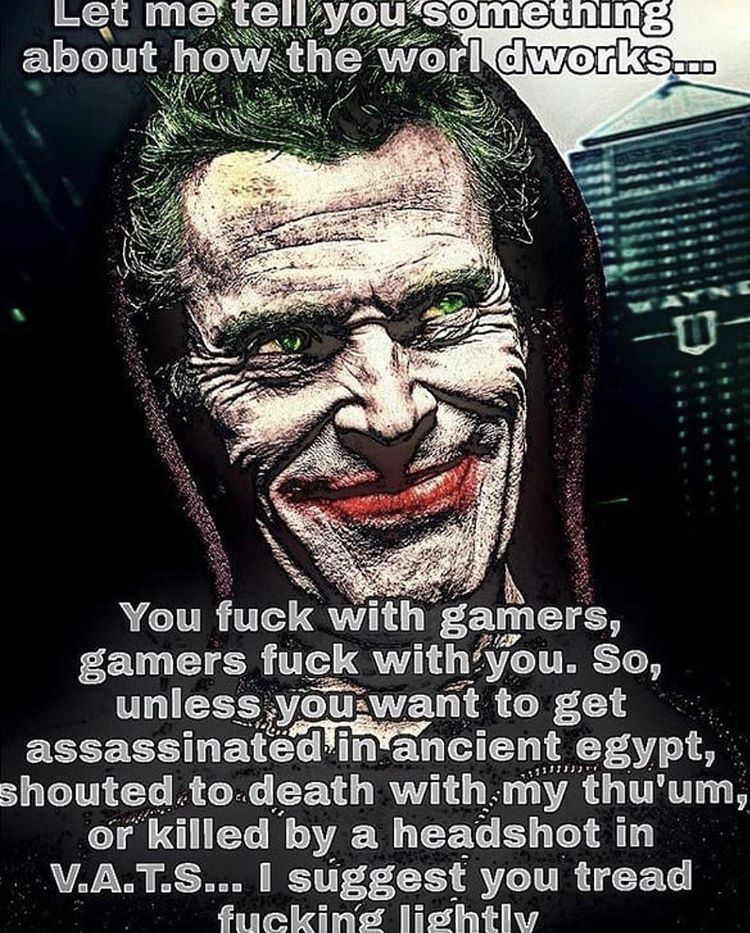 Let me tell you something
about how the worl dworks...
WAYNE
You fuck with gamers,
gamers fuck with you. So,
unless you want to get
assassinated in ancient egypt,
shouted to death with my thu'um,
or killed by a headshot in
V.A.T.S... I suggest you tread
fucking lightly